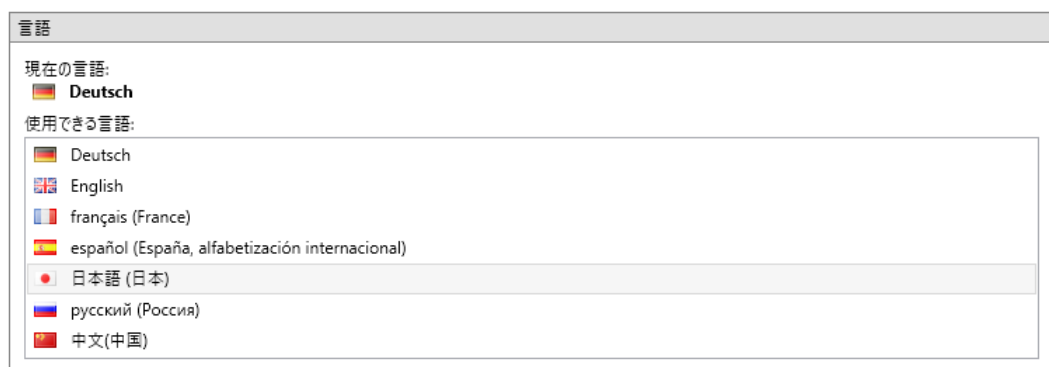 言語
現在の言語:
Deutsch
使用できる言語:
Deutsch
English
français (France)
español (España, alfabetización internacional)
日本語 (日本)
русский (Россия)
中文(中国)